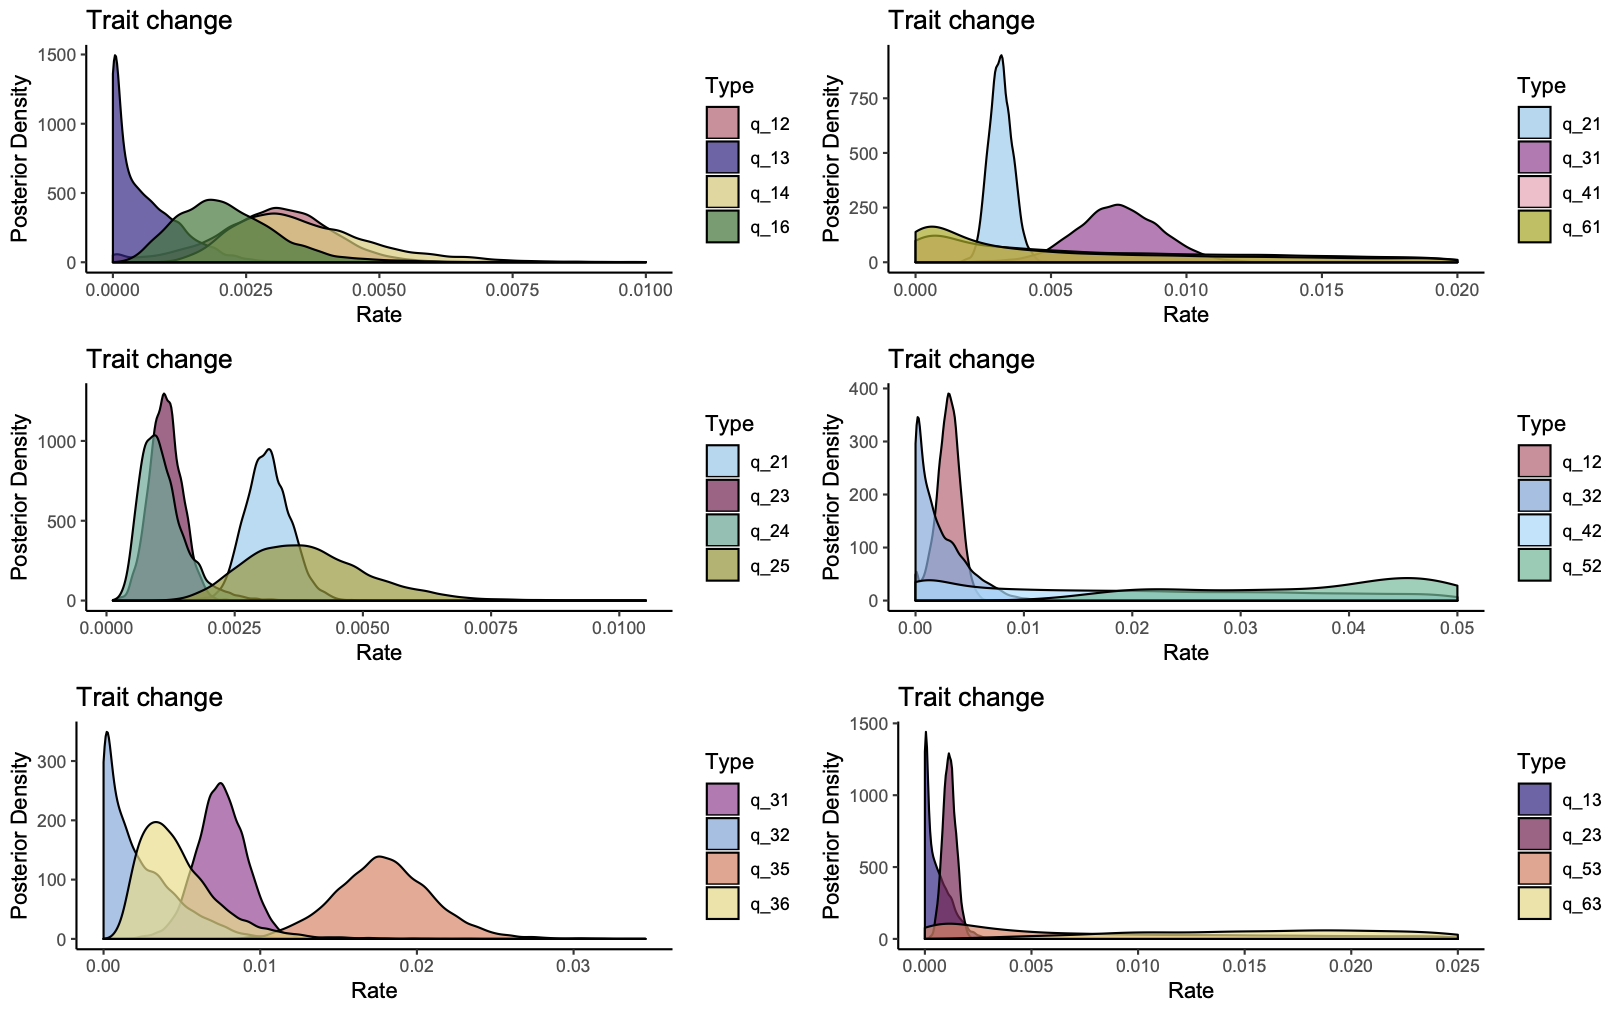 Trait change
Posterior Density
1500
1000
500
0
0.0000
0.0025
0.0050
0.0075
0.0100
Rate
Type
q_12
q_13
q_14
q_16
Trait change
Posterior Density
750
500
250
0
0.000
0.005
0.010
0.015
0.020
Rate
Type
q_21
q_31
q_41
q_61
Trait change
Posterior Density
1000
500
0
0.0000
0.0025
0.0050
0.0075
0.0100
Rate
Type
q_21
q_23
q_24
q_25
Trait change
Posterior Density
400
300
200
100
0
0.00
0.01
0.02
0.03
0.04
0.05
Rate
Type
q_12
q_32
q_42
q_52
Trait change
Posterior Density
300
200
100
0
0.00
0.01
0.02
0.03
Rate
Type
q_31
q_32
q_35
q_36
Trait change
Posterior Density
1500
1000
500
0
0.000
0.005
0.010
0.015
0.020
0.025
Rate
Type
q_13
q_23
q_53
q_63